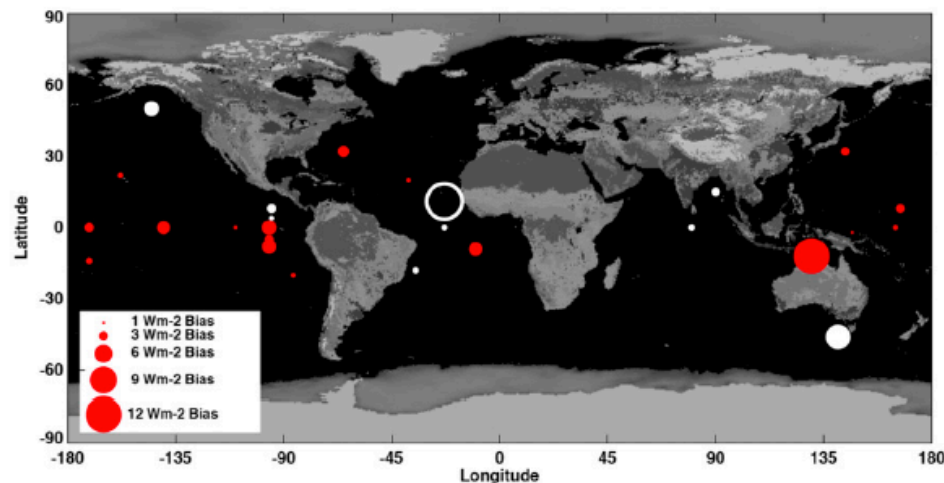 90
60
30
0
-30
-60
-90
Latitude
1 Wm-2 Bias
3 Wm-2 Bias
6 Wm-2 Bias
9 Wm-2 Bias
12 Wm-2 Bias
-180 -135 -90 -45 0 45 90 135 180
Longitude